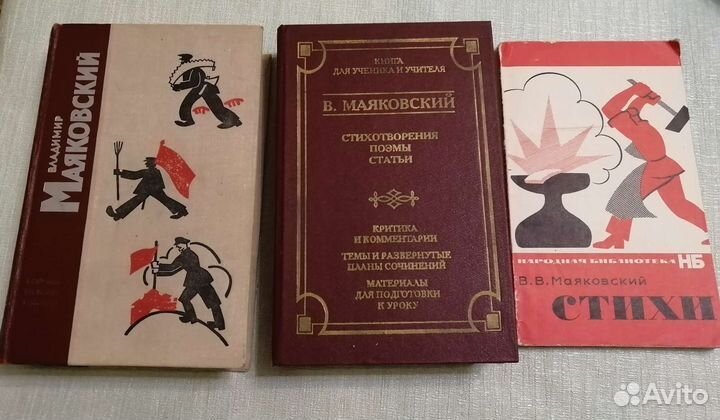 ВЛАДИМИР
МАЯКОВСКИЙ
КНИГА
ДЛЯ УЧЕНИКА И УЧИТЕЛЯ
В. МАЯКОВСКИЙ
СТИХОТВОРЕНИЯ
ПОЭМЫ
СТАТЬИ
КРИТИКА
И КОММЕНТАРИИ
ТЕМЫ И РАЗВЕРНУТЫЕ
ПЛАНЫ СОЧИНЕНИЙ
МАТЕРИАЛЫ
ДЛЯ ПОДГОТОВКИ
К УРОКУ
НАРОДНАЯ БИБЛИОТЕКА НБ
В.В. Маяковский
СТИХИ
Avito